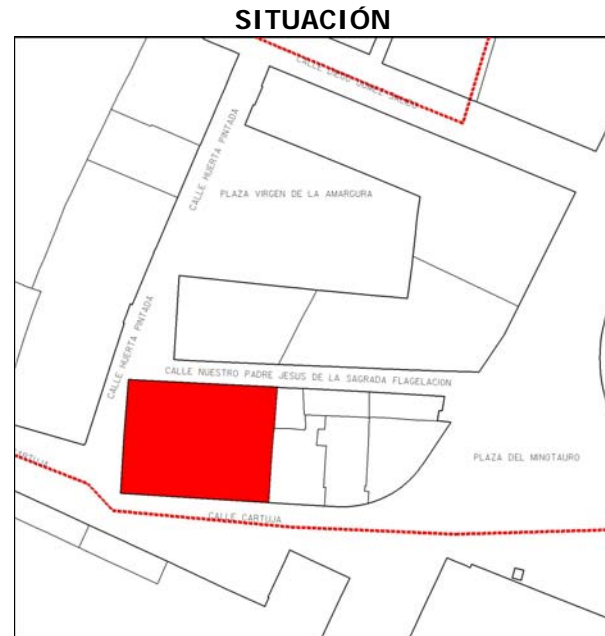 SITUACIÓN
CALLE HUERTA PINTADA
PLAZA VIRGEN DE LA AMARGURA
CALLE HUERTA PINTADA
CALLE NUESTRO PADRE JESUS DE LA SAGRADA FLAGELACION
PLAZA DEL MINOTAURO
CALLE CARTUJA